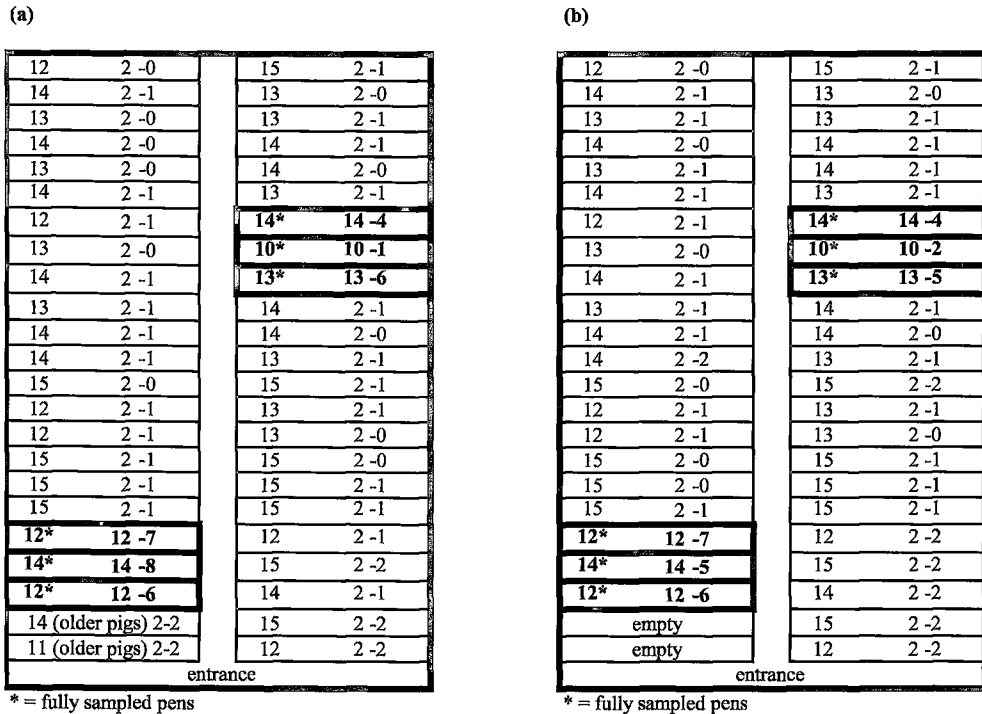 (a)
12 2 -0 15 2 -1
14 2 -1 13 2 -0
13 2 -0 13 2 -1
14 2 -0 14 2 -1
13 2 -0 14 2 -0
14 2 -1 13 2 -1
12 2 -1 14* 14 -4
13 2 -0 10* 10 -1
14 2 -1 13* 13 -6
13 2 -1 14 2 -1
14 2 -1 14 2 -0
14 2 -1 13 2 -1
15 2 -0 15 2 -1
12 2 -1 13 2 -1
12 2 -1 13 2 -0
15 2 -1 15 2 -0
15 2 -1 15 2 -1
15 2 -1 15 2 -1
12* 12 -7 12 2 -1
14* 14 -8 15 2 -2
12* 12 -6 14 2 -1
14 (older pigs) 2-2 15 2 -2
11 (older pigs) 2-2 12 2 -2
entrance
* = fully sampled pens
(b)
12 2 -0 15 2 -1
14 2 -1 13 2 -0
13 2 -1 13 2 -1
14 2 -0 14 2 -1
13 2 -1 14 2 -1
14 2 -1 13 2 -1
12 2 -1 14* 14 -4
13 2 -0 10* 10 -2
14 2 -1 13* 13 -5
13 2 -1 14 2 -1
14 2 -1 14 2 -0
14 2 -2 13 2 -1
15 2 -0 15 2 -2
12 2 -1 13 2 -1
12 2 -1 13 2 -0
15 2 -0 15 2 -1
15 2 -0 15 2 -1
15 2 -1 15 2 -1
12* 12 -7 12 2 -2
14* 14 -5 15 2 -2
12* 12 -6 14 2 -2
empty 15 2 -2
empty 12 2 -2
entrance
* = fully sampled pens